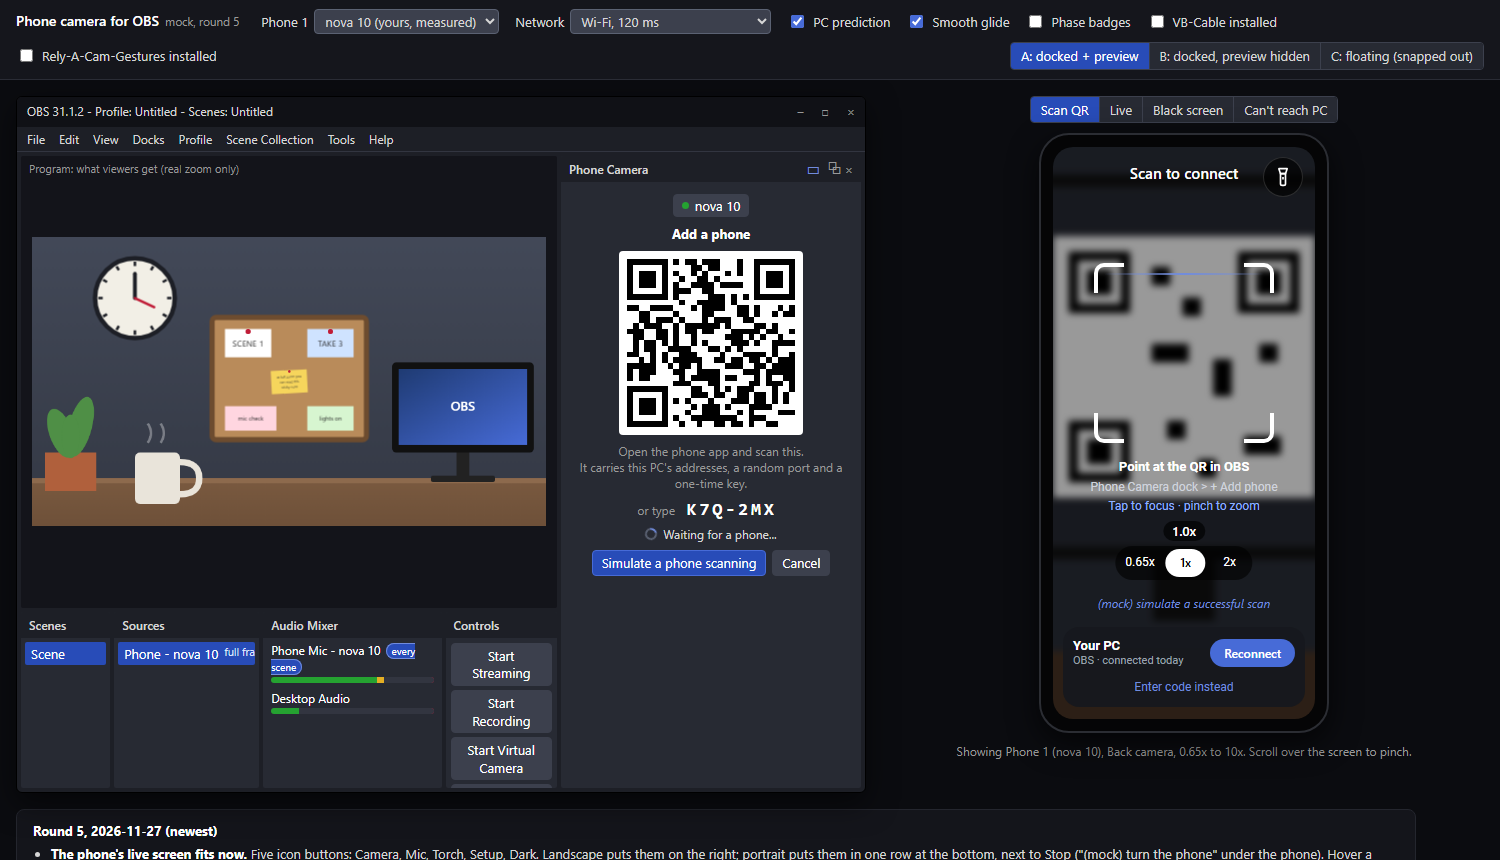 Phone camera for OBS mock, round 5 Phone 1 nova 10 (yours, measured) Network Wi-Fi, 120 ms PC prediction Smooth glide Phase badges VB-Cable installed
Rely-A-Cam-Gestures installed A: docked + preview B: docked, preview hidden C: floating (snapped out)
OBS 31.1.2 - Profile: Untitled - Scenes: Untitled
File Edit View Docks Profile Scene Collection Tools Help
Program: what viewers get (real zoom only)
SCENE 1 TAKE 3
mic check lights on
OBS
Scenes Sources Audio Mixer Controls
Scene
Phone - nova 10 full fra
Phone Mic - nova 10 every
scene
Desktop Audio
Start
Streaming
Start
Recording
Start Virtual
Camera
Phone Camera
nova 10
Add a phone
Open the phone app and scan this.
It carries this PC's addresses, a random port and a
one-time key.
or type K7Q-2MX
Waiting for a phone...
Simulate a phone scanning Cancel
Scan QR Live Black screen Can't reach PC
Scan to connect
Point at the QR in OBS
Phone Camera dock > + Add phone
Tap to focus · pinch to zoom
1.0x
0.65x 1x 2x
(mock) simulate a successful scan
Your PC
OBS · connected today
Reconnect
Enter code instead
Showing Phone 1 (nova 10), Back camera, 0.65x to 10x. Scroll over the screen to pinch.
Round 5, 2026-11-27 (newest)
The phone's live screen fits now. Five icon buttons: Camera, Mic, Torch, Setup, Dark. Landscape puts them on the right; portrait puts them in one row at the bottom, next to Stop ("(mock) turn the phone" under the phone). Hover a